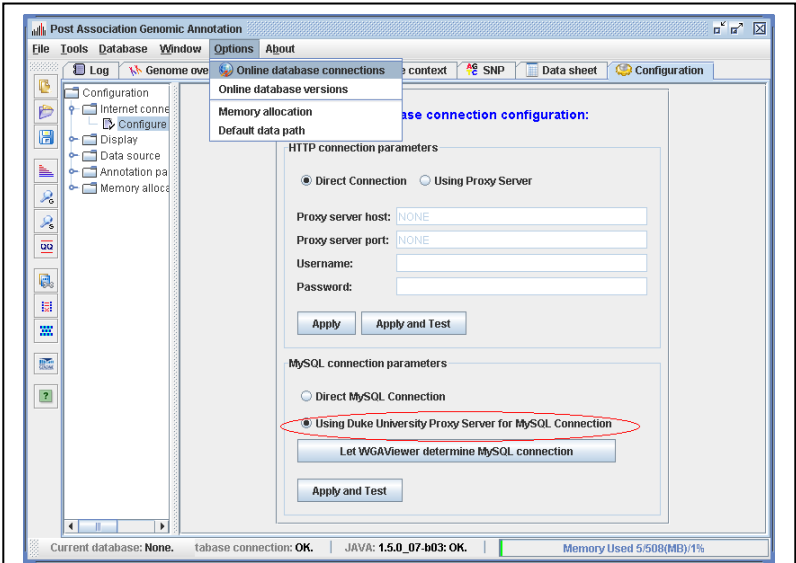 Post Association Genomic Annotation
File Tools Database Window Options About
Log Genome ove e context SNP Data sheet Configuration
Online database connections
Online database versions
Memory allocation
Default data path
Configuration
Internet conne
Configure
Display
Data source
Annotation pa
Memory alloca
ase connection configuration:
HTTP connection parameters
Direct Connection Using Proxy Server
Proxy server host: NONE
Proxy server port: NONE
Username:
Password:
Apply Apply and Test
MySQL connection parameters
Direct MySQL Connection
Using Duke University Proxy Server for MySQL Connection
Let WGAViewer determine MySQL connection
Apply and Test
Current database: None. tabase connection: OK. JAVA: 1.5.0_07-b03: OK. Memory Used 5/508(MB)/1%